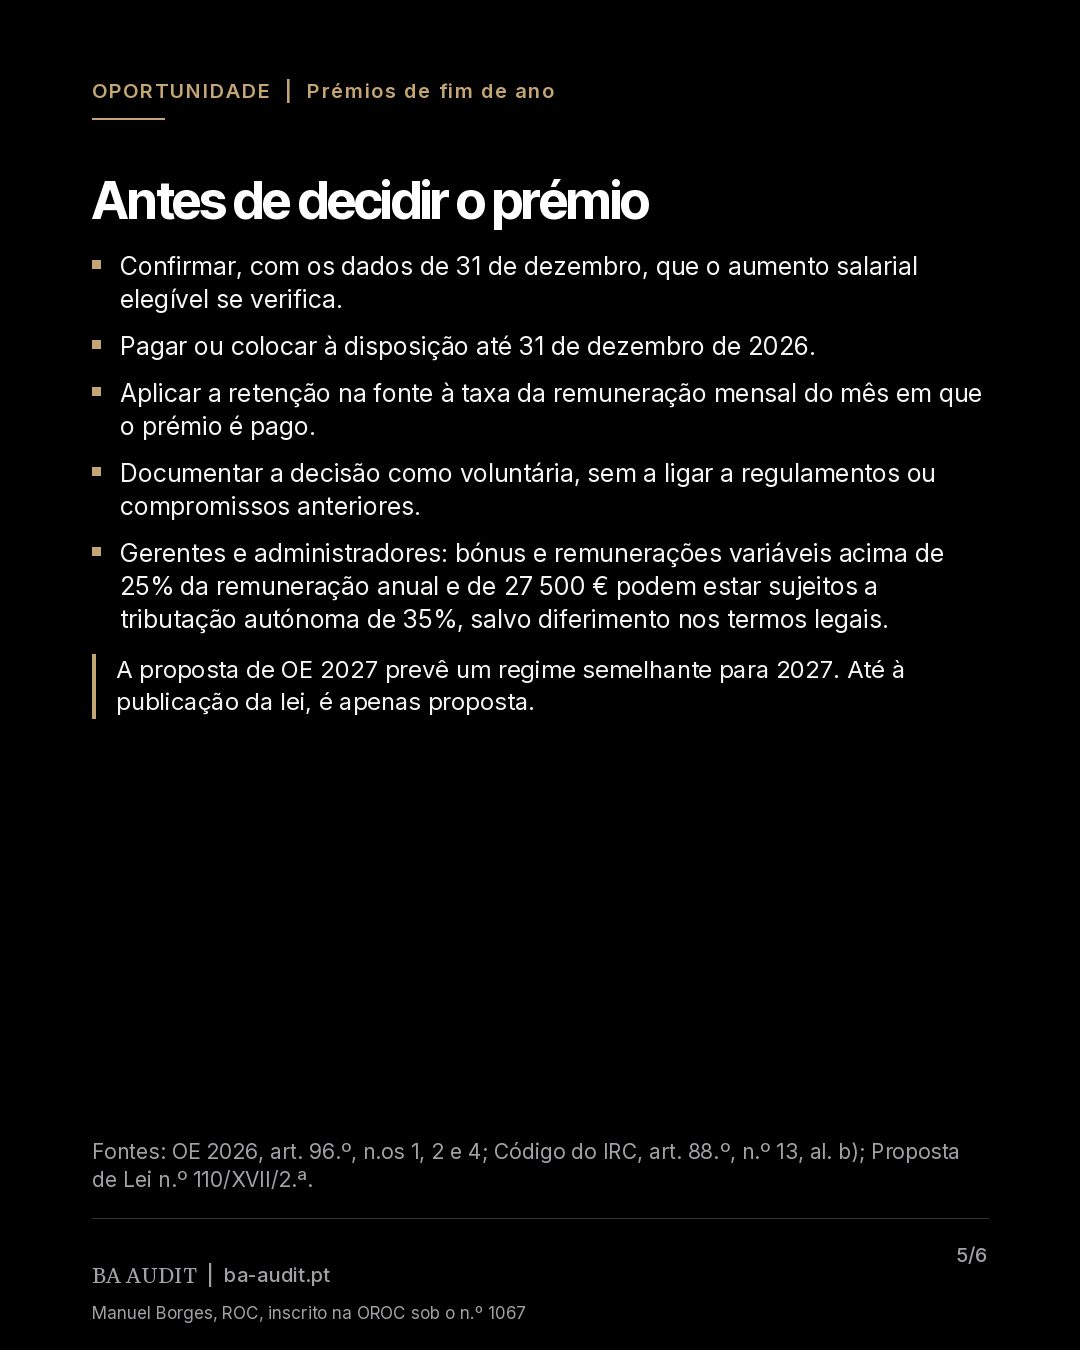 OPORTUNIDADE | Prémios de fim de ano
Antes de decidir o prémio
Confirmar, com os dados de 31 de dezembro, que o aumento salarial
elegível se verifica.
Pagar ou colocar à disposição até 31 de dezembro de 2026.
Aplicar a retenção na fonte à taxa da remuneração mensal do mês em que
o prémio é pago.
Documentar a decisão como voluntária, sem a ligar a regulamentos ou
compromissos anteriores.
Gerentes e administradores: bónus e remunerações variáveis acima de
25% da remuneração anual e de 27 500 € podem estar sujeitos a
tributação autónoma de 35%, salvo diferimento nos termos legais.
A proposta de OE 2027 prevê um regime semelhante para 2027. Até à
publicação da lei, é apenas proposta.
Fontes: OE 2026, art. 96.º, n.os 1, 2 e 4; Código do IRC, art. 88.º, n.º 13, al. b); Proposta
de Lei n.º 110/XVII/2.ª.
5/6
BA AUDIT | ba-audit.pt
Manuel Borges, ROC, inscrito na OROC sob o n.º 1067